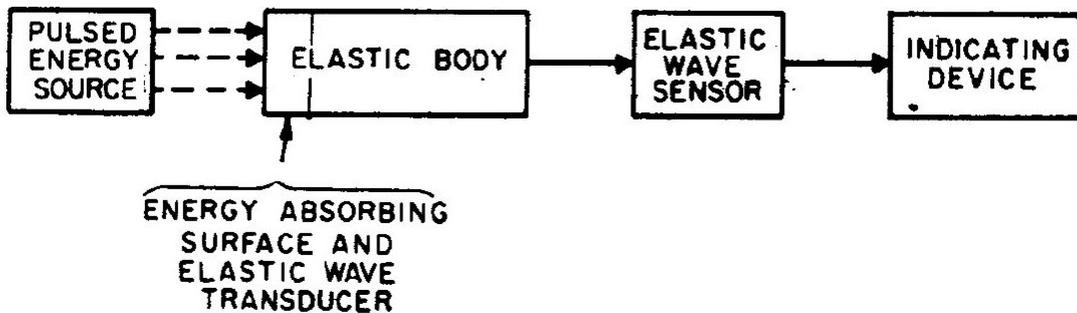 PULSED
ENERGY
SOURCE
ELASTIC BODY
ELASTIC
WAVE
SENSOR
INDICATING
DEVICE
ENERGY ABSORBING
SURFACE AND
ELASTIC WAVE
TRANSDUCER